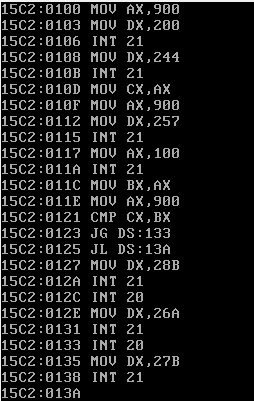 15C2:0100 MOV AX,900
15C2:0103 MOV DX,200
15C2:0106 INT 21
15C2:0108 MOV DX,244
15C2:010B INT 21
15C2:010D MOV CX,AX
15C2:010F MOV AX,900
15C2:0112 MOV DX,257
15C2:0115 INT 21
15C2:0117 MOV AX,100
15C2:011A INT 21
15C2:011C MOV BX,AX
15C2:011E MOV AX,900
15C2:0121 CMP CX,BX
15C2:0123 JG DS:133
15C2:0125 JL DS:13A
15C2:0127 MOV DX,28B
15C2:012A INT 21
15C2:012C INT 20
15C2:012E MOV DX,26A
15C2:0131 INT 21
15C2:0133 INT 20
15C2:0135 MOV DX,27B
15C2:0138 INT 21
15C2:013A